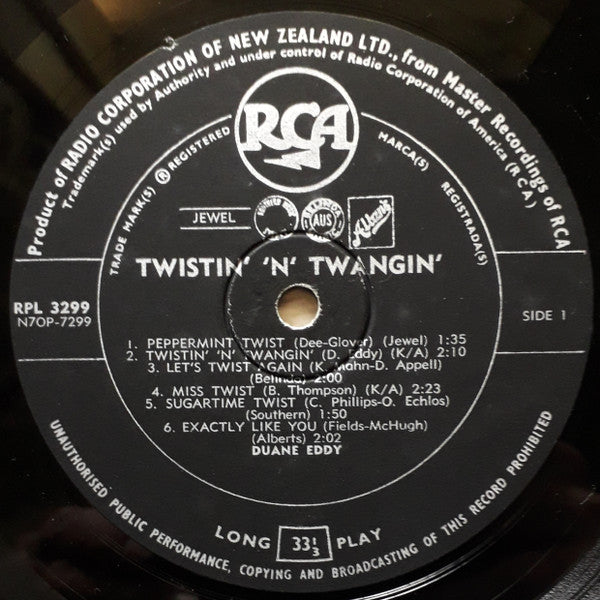 Product of RADIO CORPORATION OF NEW ZEALAND LTD., from Master Recordings of RCA
Trademark(s) used by Authority and under control of Radio Corporation of America (RCA)
TRADE MARK(S) ® REGISTERED
MARCA(S) REGISTRADA(S)
RCA
JEWEL
AUS
Albert's
TWISTIN' 'N' TWANGIN'
RPL 3299
N7OP-7299
SIDE 1
1. PEPPERMINT TWIST (Dee-Glover) (Jewel) 1:35
2. TWISTIN' 'N' TWANGIN' (D. Eddy) (K/A) 2:10
3. LET'S TWIST AGAIN (K. Mahn-D. Appell)
(Belinda) 2:00
4. MISS TWIST (B. Thompson) (K/A) 2:23
5. SUGARTIME TWIST (C. Phillips-O. Echlos)
(Southern) 1:50
6. EXACTLY LIKE YOU (Fields-McHugh)
(Alberts) 2:02
DUANE EDDY
LONG 33⅓ PLAY
UNAUTHORISED PUBLIC PERFORMANCE, COPYING AND BROADCASTING OF THIS RECORD PROHIBITED